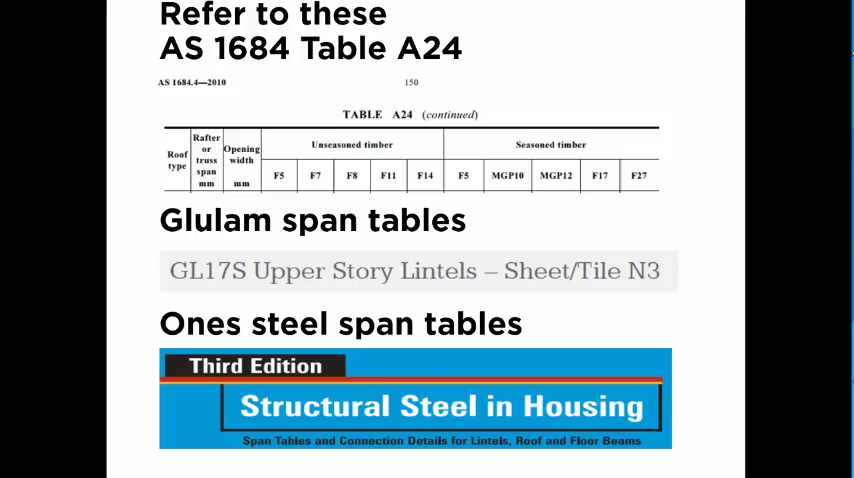 Refer to these
AS 1684 Table A24
AS 1684.4—2010 150
TABLE A24 (continued)
Roof type Rafter or truss span mm Opening width mm Unseasoned timber Seasoned timber
F5 F7 F8 F11 F14 F5 MGP10 MGP12 F17 F27
Glulam span tables
GL17S Upper Story Lintels – Sheet/Tile N3
Ones steel span tables
Third Edition
Structural Steel in Housing
Span Tables and Connection Details for Lintels, Roof and Floor Beams